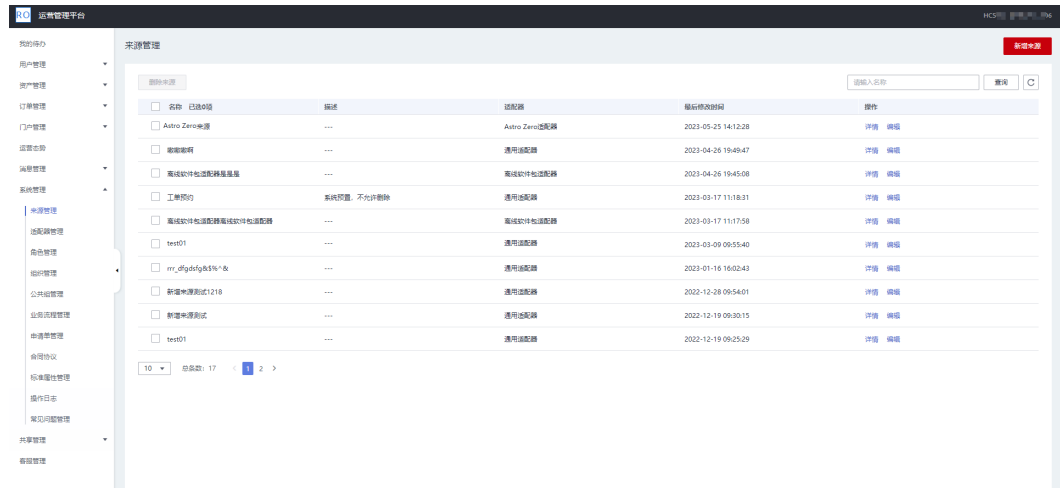 RO 运营管理平台
我的待办
用户管理
资产管理
订单管理
门户管理
运营态势
消息管理
系统管理
来源管理
适配器管理
角色管理
组织管理
公共组管理
业务流程管理
申请单管理
合同协议
标准属性管理
操作日志
常见问题管理
共享管理
客服管理
来源管理 新增来源
删除来源 请输入名称 查询
名称 已选0项 描述 适配器 最后修改时间 操作
Astro Zero来源 --- Astro Zero适配器 2023-05-25 14:12:28 详情 编辑
--- 通用适配器 2023-04-26 19:49:47 详情 编辑
离线软件包适配器是是是 --- 离线软件包适配器 2023-04-26 19:45:08 详情 编辑
工单预约 系统预置，不允许删除 通用适配器 2023-03-17 11:18:31 详情 编辑
离线软件包适配器离线软件包适配器 --- 离线软件包适配器 2023-03-17 11:17:58 详情 编辑
test01 --- 通用适配器 2023-03-09 09:55:40 详情 编辑
rrr_dfgdsfg&$%^& --- 通用适配器 2023-01-16 16:02:43 详情 编辑
新增来源测试1218 --- 通用适配器 2022-12-28 09:54:01 详情 编辑
新增来源测试 --- 通用适配器 2022-12-19 09:30:15 详情 编辑
test01 --- 通用适配器 2022-12-19 09:25:29 详情 编辑
10 总条数: 17 < 1 2 >